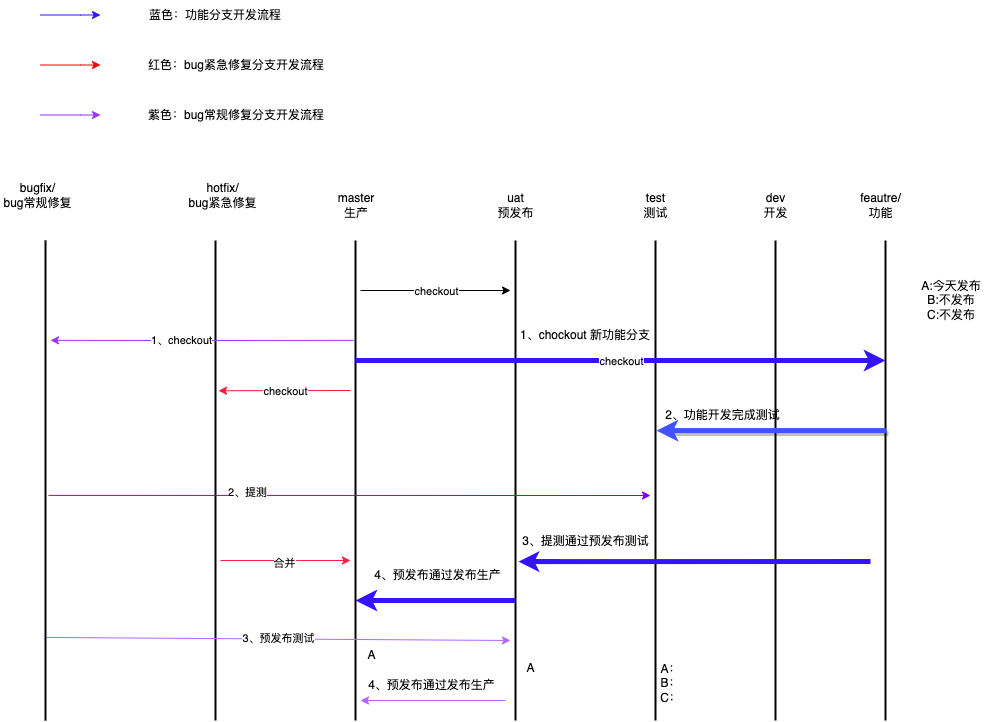 蓝色：功能分支开发流程
红色：bug紧急修复分支开发流程
紫色：bug常规修复分支开发流程
bugfix/
bug常规修复
hotfix/
bug紧急修复
master
生产
uat
预发布
test
测试
dev
开发
feautre/
功能
A:今天发布
B:不发布
C:不发布
checkout
1、checkout
1、chockout 新功能分支
checkout
checkout
2、功能开发完成测试
2、提测
3、提测通过预发布测试
合并
4、预发布通过发布生产
3、预发布测试
A
A
A：
B：
C：
4、预发布通过发布生产